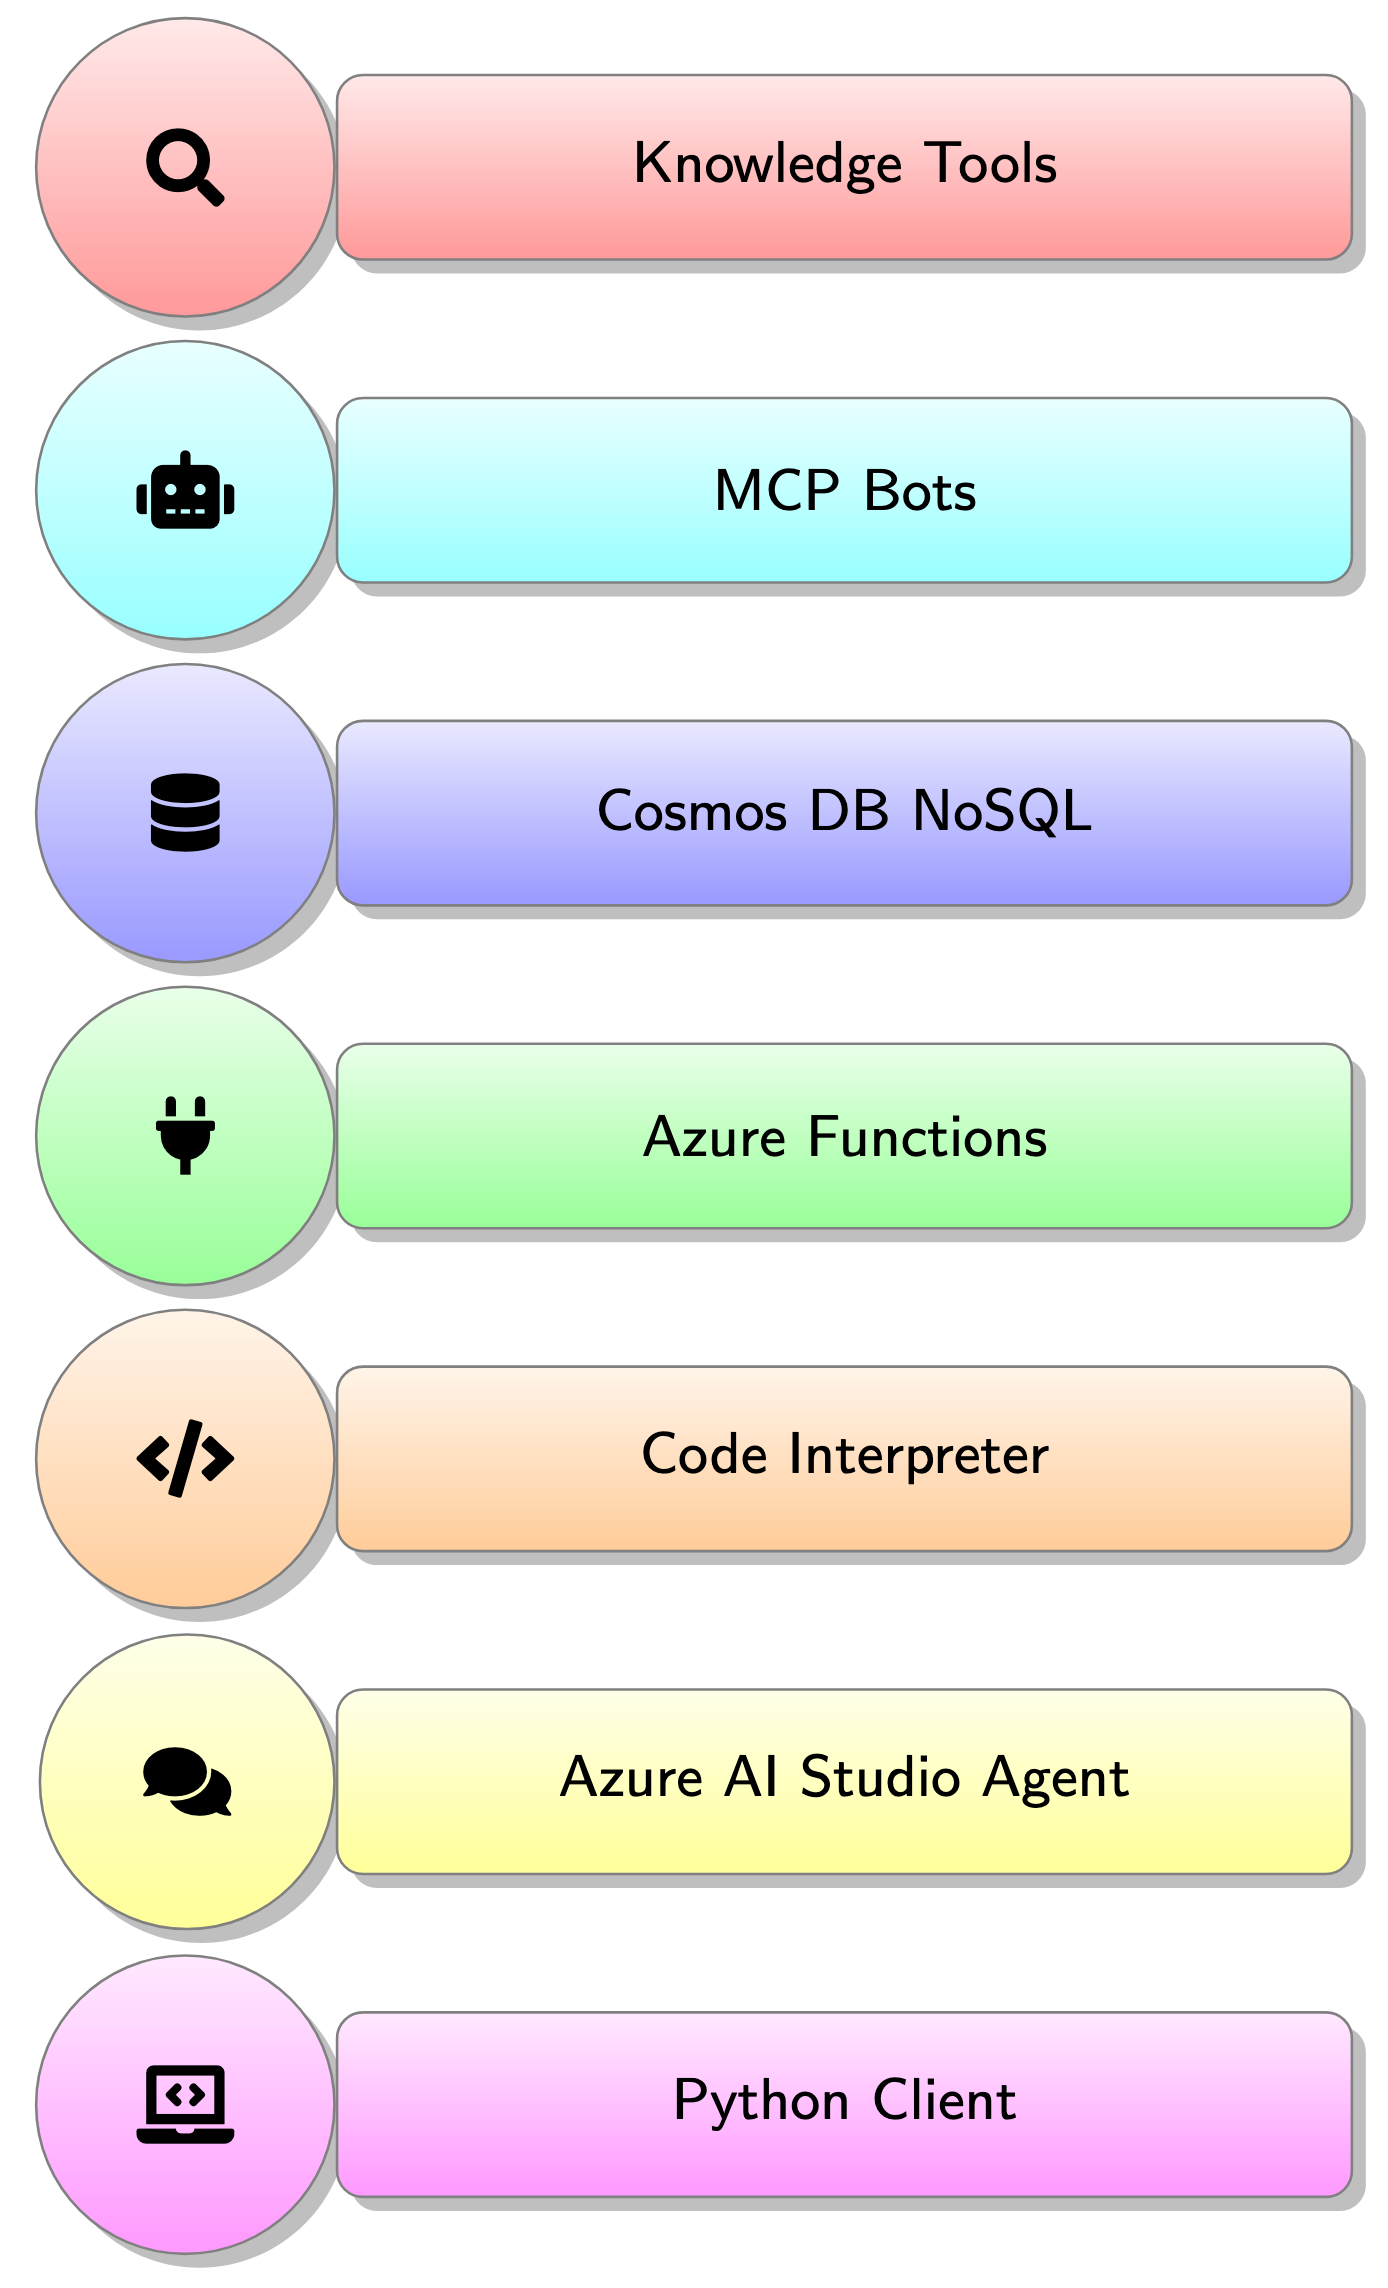 Knowledge Tools
MCP Bots
Cosmos DB NoSQL
Azure Functions
Code Interpreter
Azure AI Studio Agent
Python Client